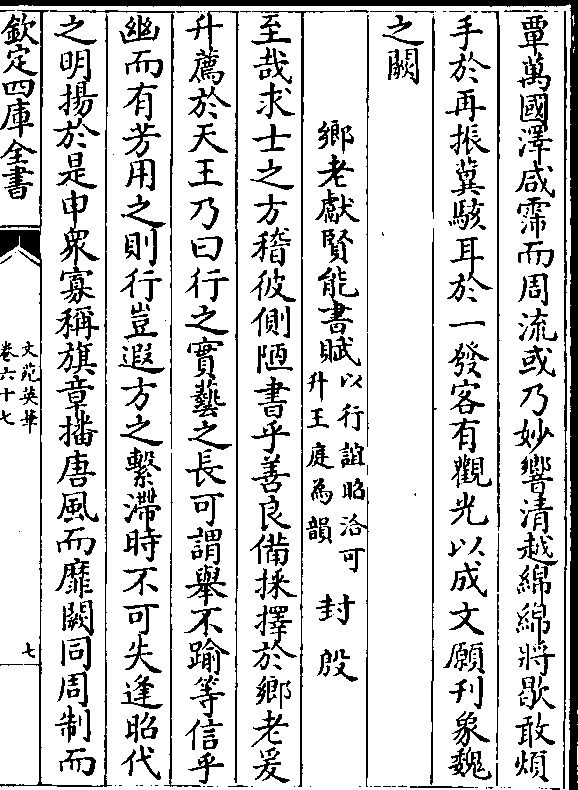 覃萬國澤咸霈而周流或乃妙響清越綿綿將歇敢煩
手於再振冀駭耳於一發客有觀光以成文願刊象魏
之闕
鄉老獻賢能書賦以行誼昭洽可升王庭為韻 封殷
至哉求士之方稽彼側陋書乎善良備採擇於鄉老爰
升薦於天王乃曰行之實藝之長可謂舉不踰等信乎
幽而有芳用之則行豈遐方之繫滯時不可失逢昭代
之明揚於是申衆寡稱旗章播唐風而靡闕同周制而
欽定四庫全書
文苑英華
卷六十七
七